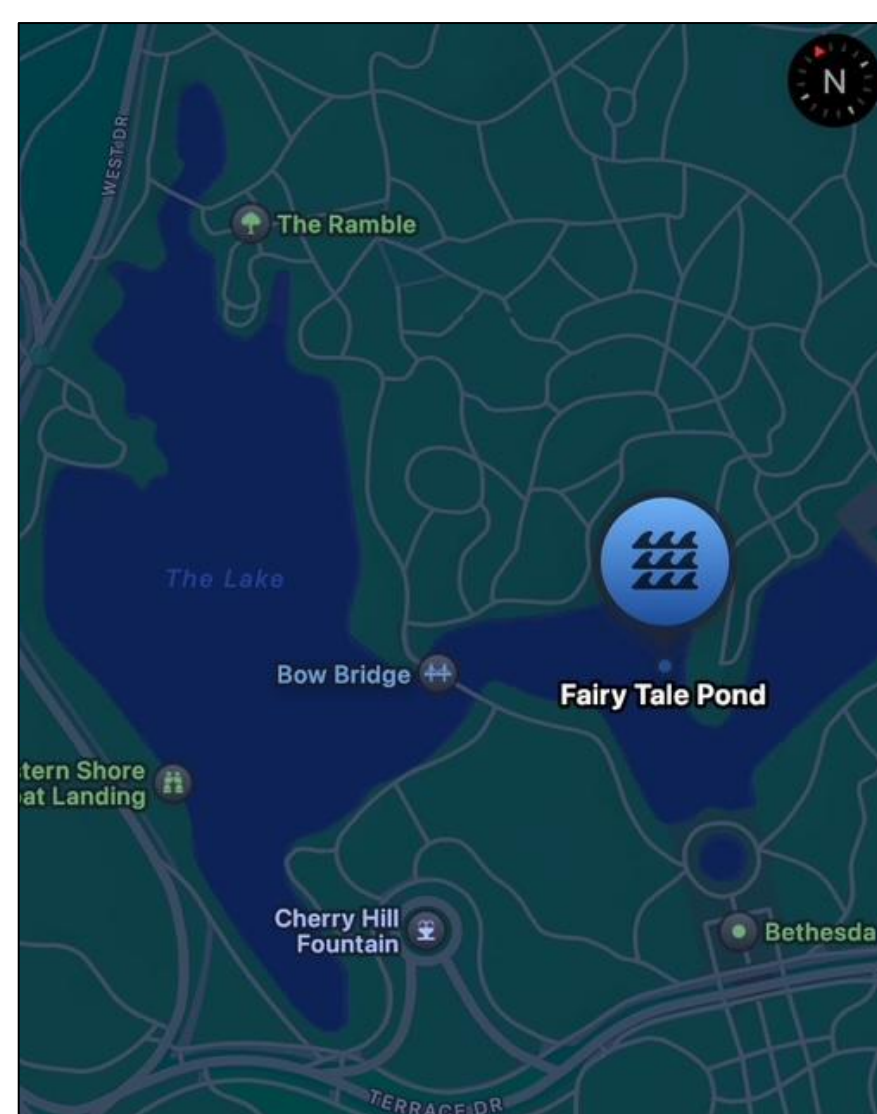 N
WEST DR
The Ramble
The Lake
Bow Bridge
Fairy Tale Pond
tern Shore
at Landing
Cherry Hill
Fountain
Bethesda
TERRACE DR